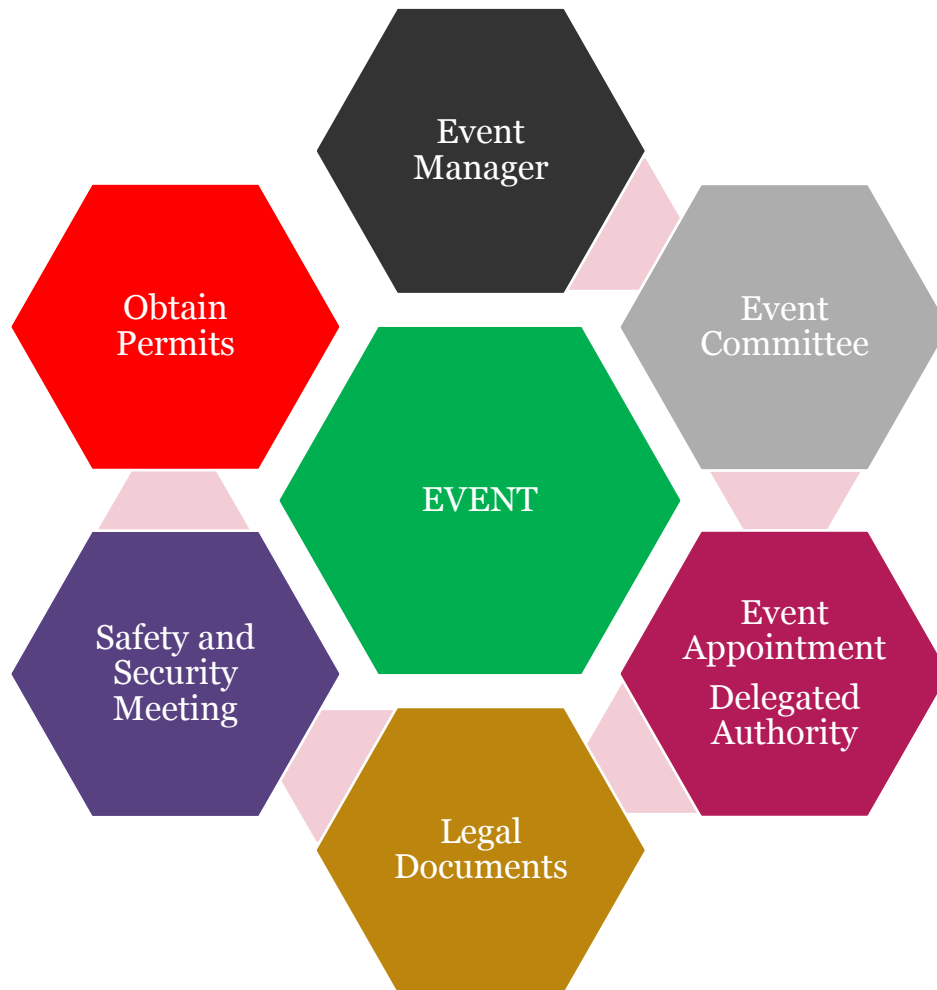 Event
Manager
Event
Committee
Event
Appointment
Delegated
Authority
Legal
Documents
Safety and
Security
Meeting
Obtain
Permits
EVENT